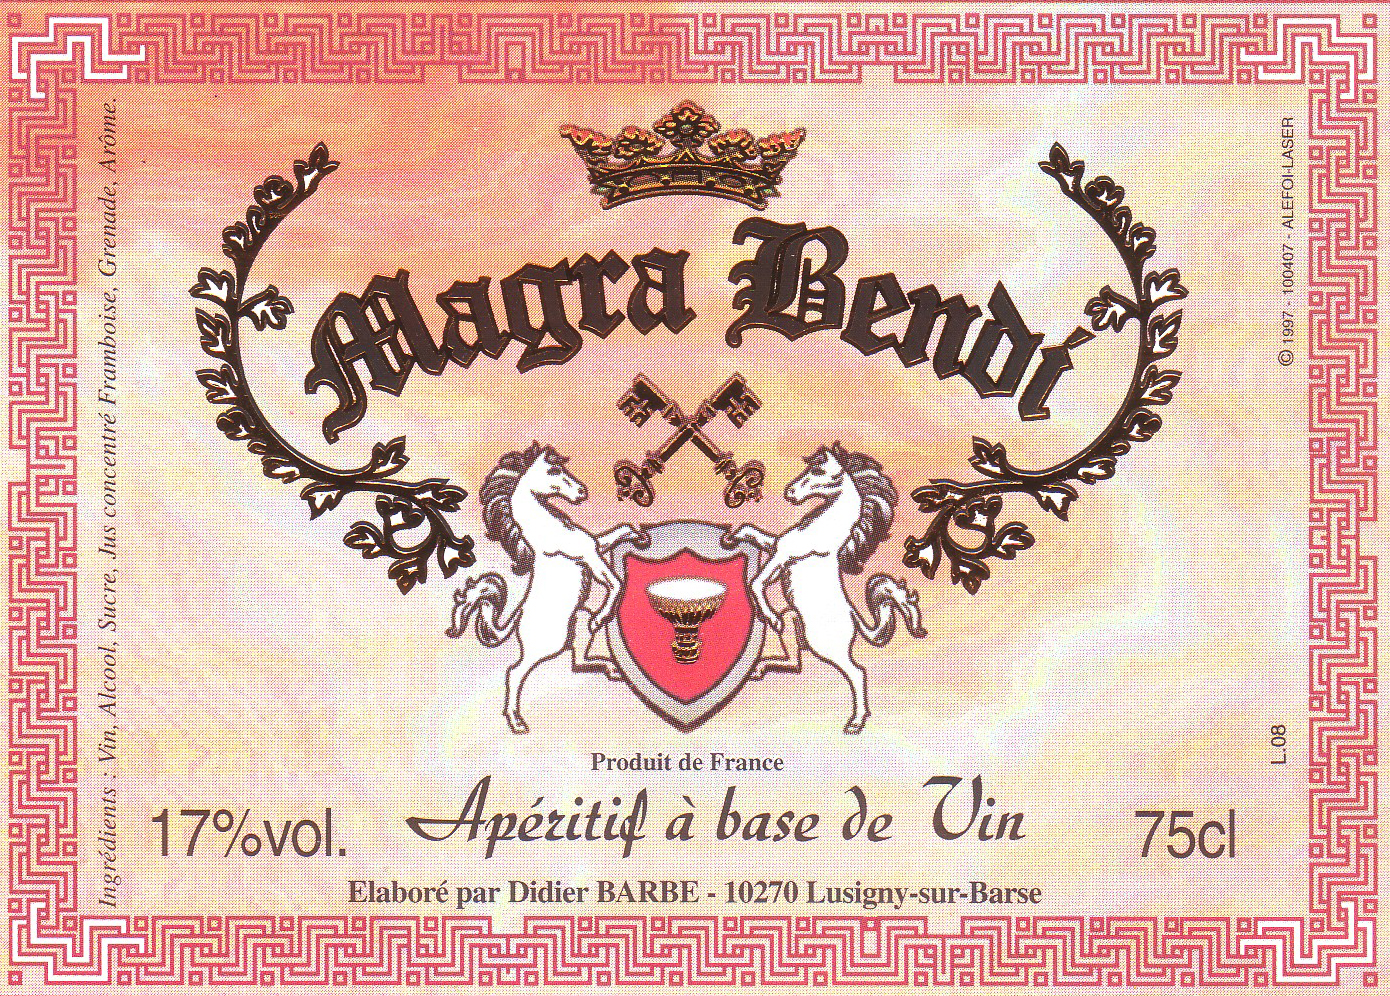 Magra Bendí
Produit de France
Apéritif à base de Vin
17%vol.
75cl
Elaboré par Didier BARBE - 10270 Lusigny-sur-Barse
Ingrédients : Vin, Alcool, Sucre, Jus concentré Framboise, Grenade, Arôme.
© 1997 - 100407 - ALEFOI-LASER
L.08